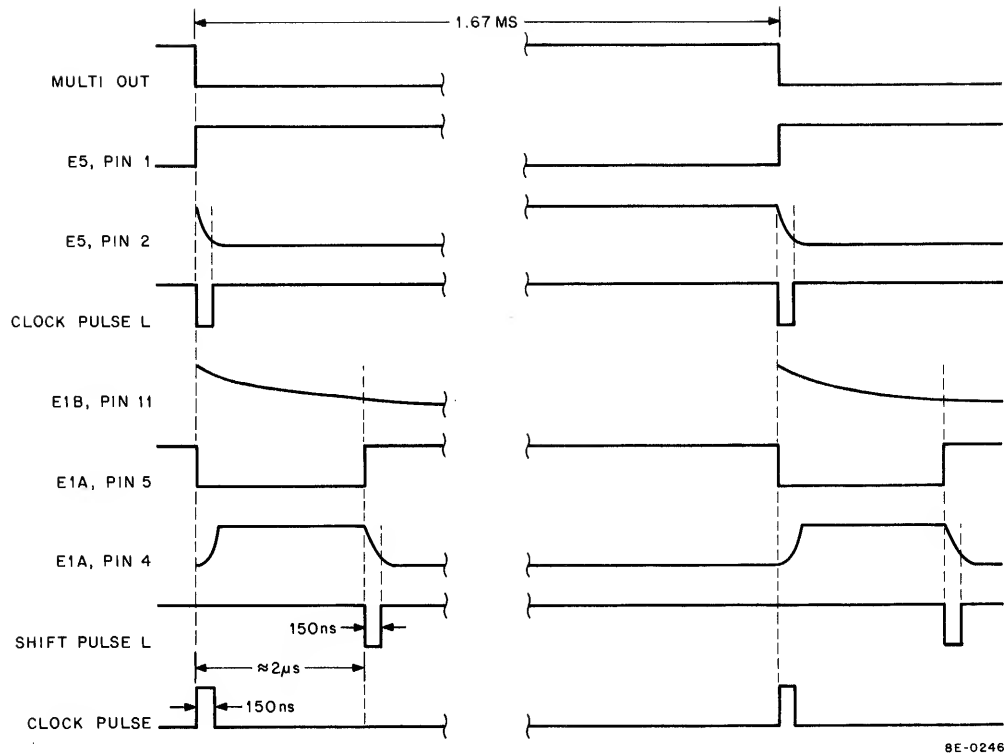 1.67 MS
MULTI OUT
E5, PIN 1
E5, PIN 2
CLOCK PULSE L
E1B, PIN 11
E1A, PIN 5
E1A, PIN 4
SHIFT PULSE L
150ns
≈2μs
150ns
CLOCK PULSE
8E-0246